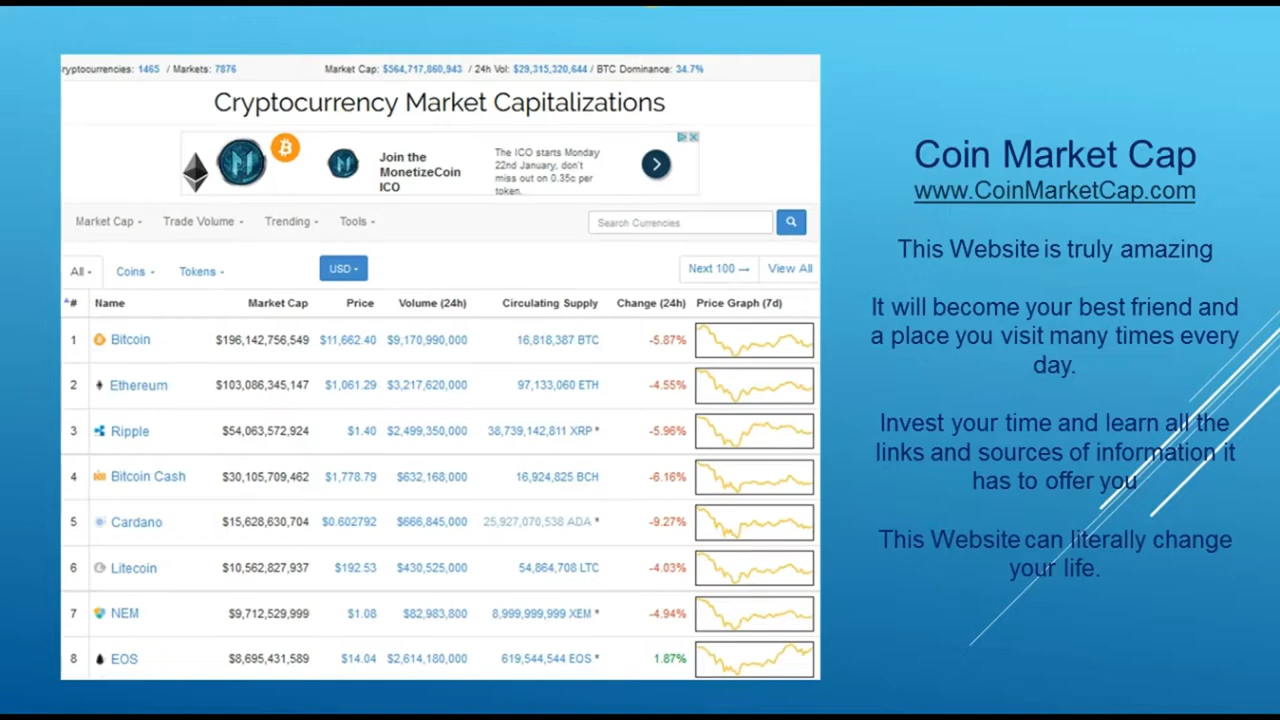 ryptocurrencies: 1465 / Markets: 7876 Market Cap: $564,717,860,943 / 24h Vol: $29,315,320,644 / BTC Dominance: 34.7%
Cryptocurrency Market Capitalizations
Join the
MonetizeCoin
ICO
The ICO starts Monday
22nd January, don't
miss out on 0.35c per
token.
Market Cap Trade Volume Trending Tools Search Currencies
All Coins Tokens USD Next 100 → View All
# Name Market Cap Price Volume (24h) Circulating Supply Change (24h) Price Graph (7d)
1 Bitcoin $196,142,756,549 $11,662.40 $9,170,990,000 16,818,387 BTC -5.87%
2 Ethereum $103,086,345,147 $1,061.29 $3,217,620,000 97,133,060 ETH -4.55%
3 Ripple $54,063,572,924 $1.40 $2,499,350,000 38,739,142,811 XRP * -5.96%
4 Bitcoin Cash $30,105,709,462 $1,778.79 $632,168,000 16,924,825 BCH -6.16%
5 Cardano $15,628,630,704 $0.602792 $666,845,000 25,927,070,538 ADA * -9.27%
6 Litecoin $10,562,827,937 $192.53 $430,525,000 54,864,708 LTC -4.03%
7 NEM $9,712,529,999 $1.08 $82,983,800 8,999,999,999 XEM * -4.94%
8 EOS $8,695,431,589 $14.04 $2,614,180,000 619,544,544 EOS * 1.87%
Coin Market Cap
www.CoinMarketCap.com
This Website is truly amazing
It will become your best friend and
a place you visit many times every
day.
Invest your time and learn all the
links and sources of information it
has to offer you
This Website can literally change
your life.